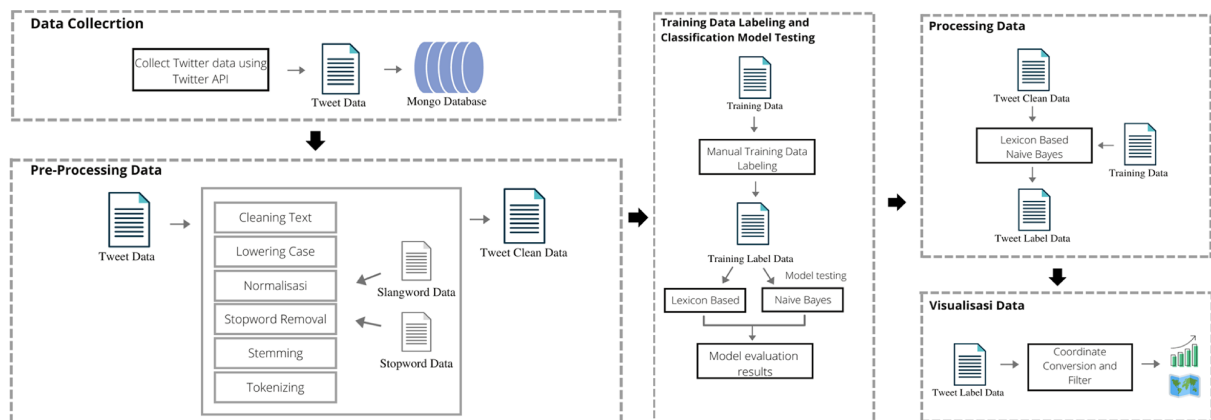 Data Collecrtion
Collect Twitter data using
Twitter API
Tweet Data
Mongo Database
Pre-Processing Data
Tweet Data
Cleaning Text
Lowering Case
Normalisasi
Stopword Removal
Stemming
Tokenizing
Slangword Data
Stopword Data
Tweet Clean Data
Training Data Labeling and
Classification Model Testing
Training Data
Manual Training Data
Labeling
Training Label Data
Model testing
Lexicon Based
Naive Bayes
Model evaluation
results
Processing Data
Tweet Clean Data
Lexicon Based
Naive Bayes
Training Data
Tweet Label Data
Visualisasi Data
Tweet Label Data
Coordinate
Conversion and
Filter